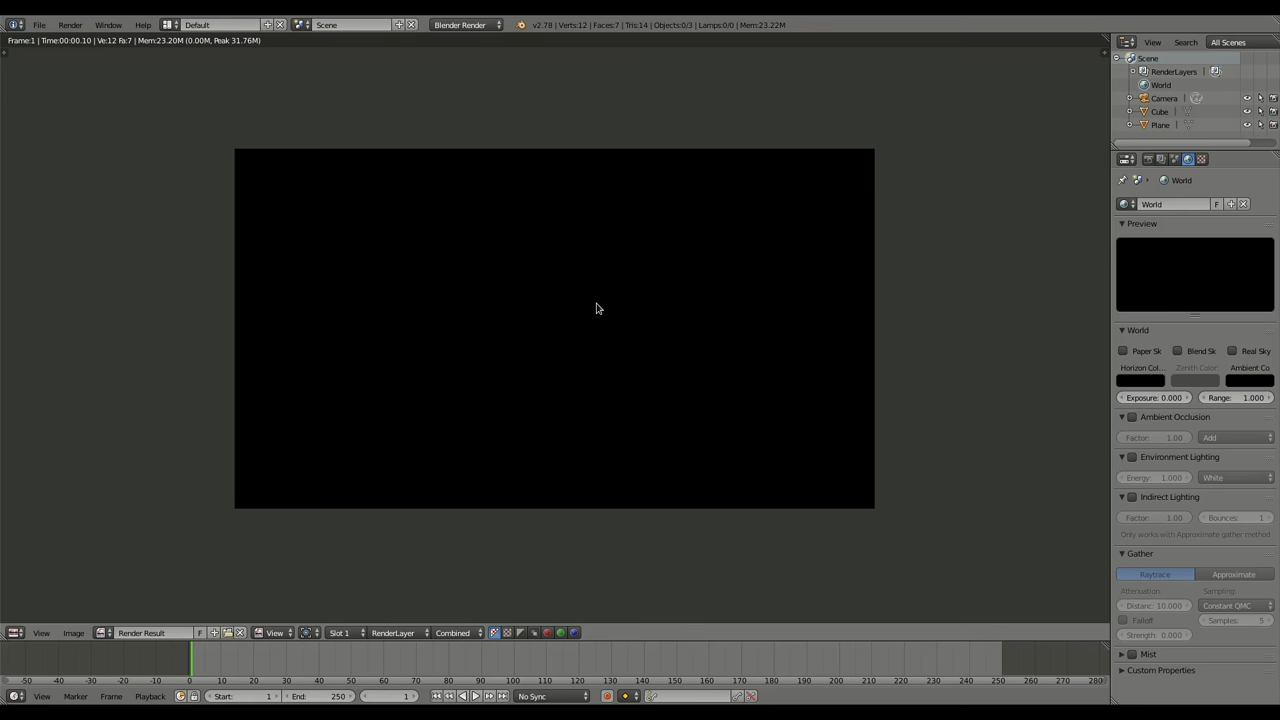 File Render Window Help Default Scene Blender Render v2.78 | Verts:12 | Faces:7 | Tris:14 | Objects:0/3 | Lamps:0/0 | Mem:23.22M
Frame:1 | Time:00:00.10 | Ve:12 Fa:7 | Mem:23.20M (0.00M, Peak 31.76M)
View Search All Scenes
Scene
RenderLayers |
World
Camera |
Cube |
Plane |
World
World F
Preview
World
Paper Sk Blend Sk Real Sky
Horizon Col... Zenith Color: Ambient Co
Exposure: 0.000 Range: 1.000
Ambient Occlusion
Factor: 1.00 Add
Environment Lighting
Energy: 1.000 White
Indirect Lighting
Factor: 1.00 Bounces: 1
Only works with Approximate gather method
Gather
Raytrace Approximate
Attenuation: Sampling:
Distanc: 10.000 Constant QMC
Falloff Samples: 5
Strength: 0.000
Mist
Custom Properties
View Image Render Result F View Slot 1 RenderLayer Combined
-50 -40 -30 -20 -10 0 10 20 30 40 50 60 70 80 90 100 110 120 130 140 150 160 170 180 190 200 210 220 230 240 250 260 270 280
View Marker Frame Playback Start: 1 End: 250 1 No Sync